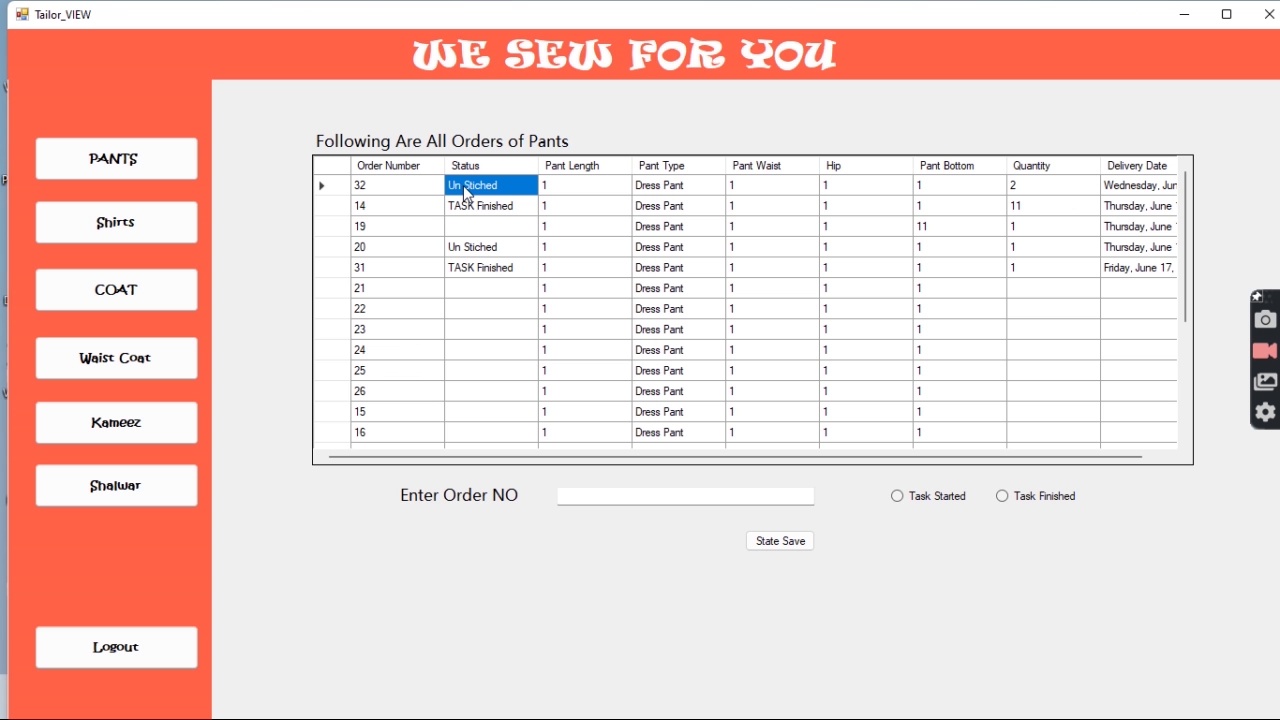 Tailor_VIEW
WE SEW FOR YOU
PANTS
Shirts
COAT
Waist Coat
Kameez
Shalwar
Logout
Following Are All Orders of Pants
Order Number Status Pant Length Pant Type Pant Waist Hip Pant Bottom Quantity Delivery Date
32 Un Stiched 1 Dress Pant 1 1 1 2 Wednesday, Jun
14 TASK Finished 1 Dress Pant 1 1 1 11 Thursday, June
19 1 Dress Pant 1 1 11 1 Thursday, June
20 Un Stiched 1 Dress Pant 1 1 1 1 Thursday, June
31 TASK Finished 1 Dress Pant 1 1 1 1 Friday, June 17,
21 1 Dress Pant 1 1 1
22 1 Dress Pant 1 1 1
23 1 Dress Pant 1 1 1
24 1 Dress Pant 1 1 1
25 1 Dress Pant 1 1 1
26 1 Dress Pant 1 1 1
15 1 Dress Pant 1 1 1
16 1 Dress Pant 1 1 1
Enter Order NO
Task Started Task Finished
State Save